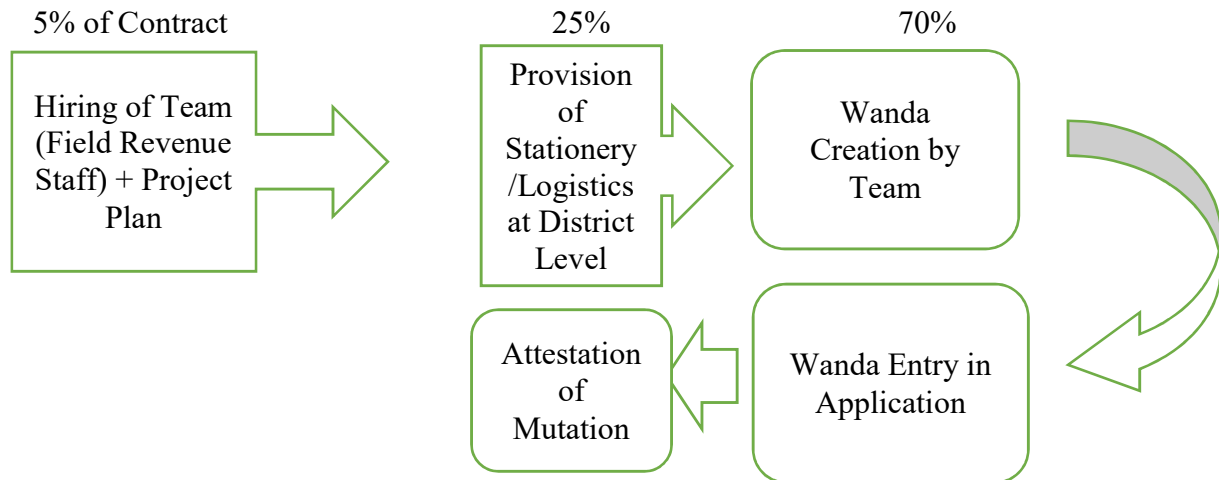 5% of Contract
25%
70%
Hiring of Team
(Field Revenue
Staff) + Project
Plan
Provision
of
Stationery
/Logistics
at District
Level
Wanda
Creation by
Team
Wanda Entry in
Application
Attestation
of
Mutation